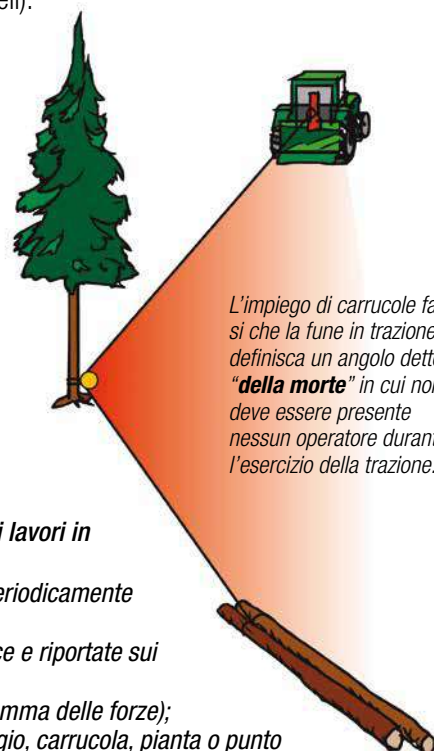 eli).
L'impiego di carrucole fa
si che la fune in trazione
definisca un angolo detto
“della morte” in cui non
deve essere presente
nessun operatore durant
l'esercizio della trazione.
i lavori in
eriodicamente
ce e riportate sui
mma delle forze);
gio, carrucola, pianta o punto